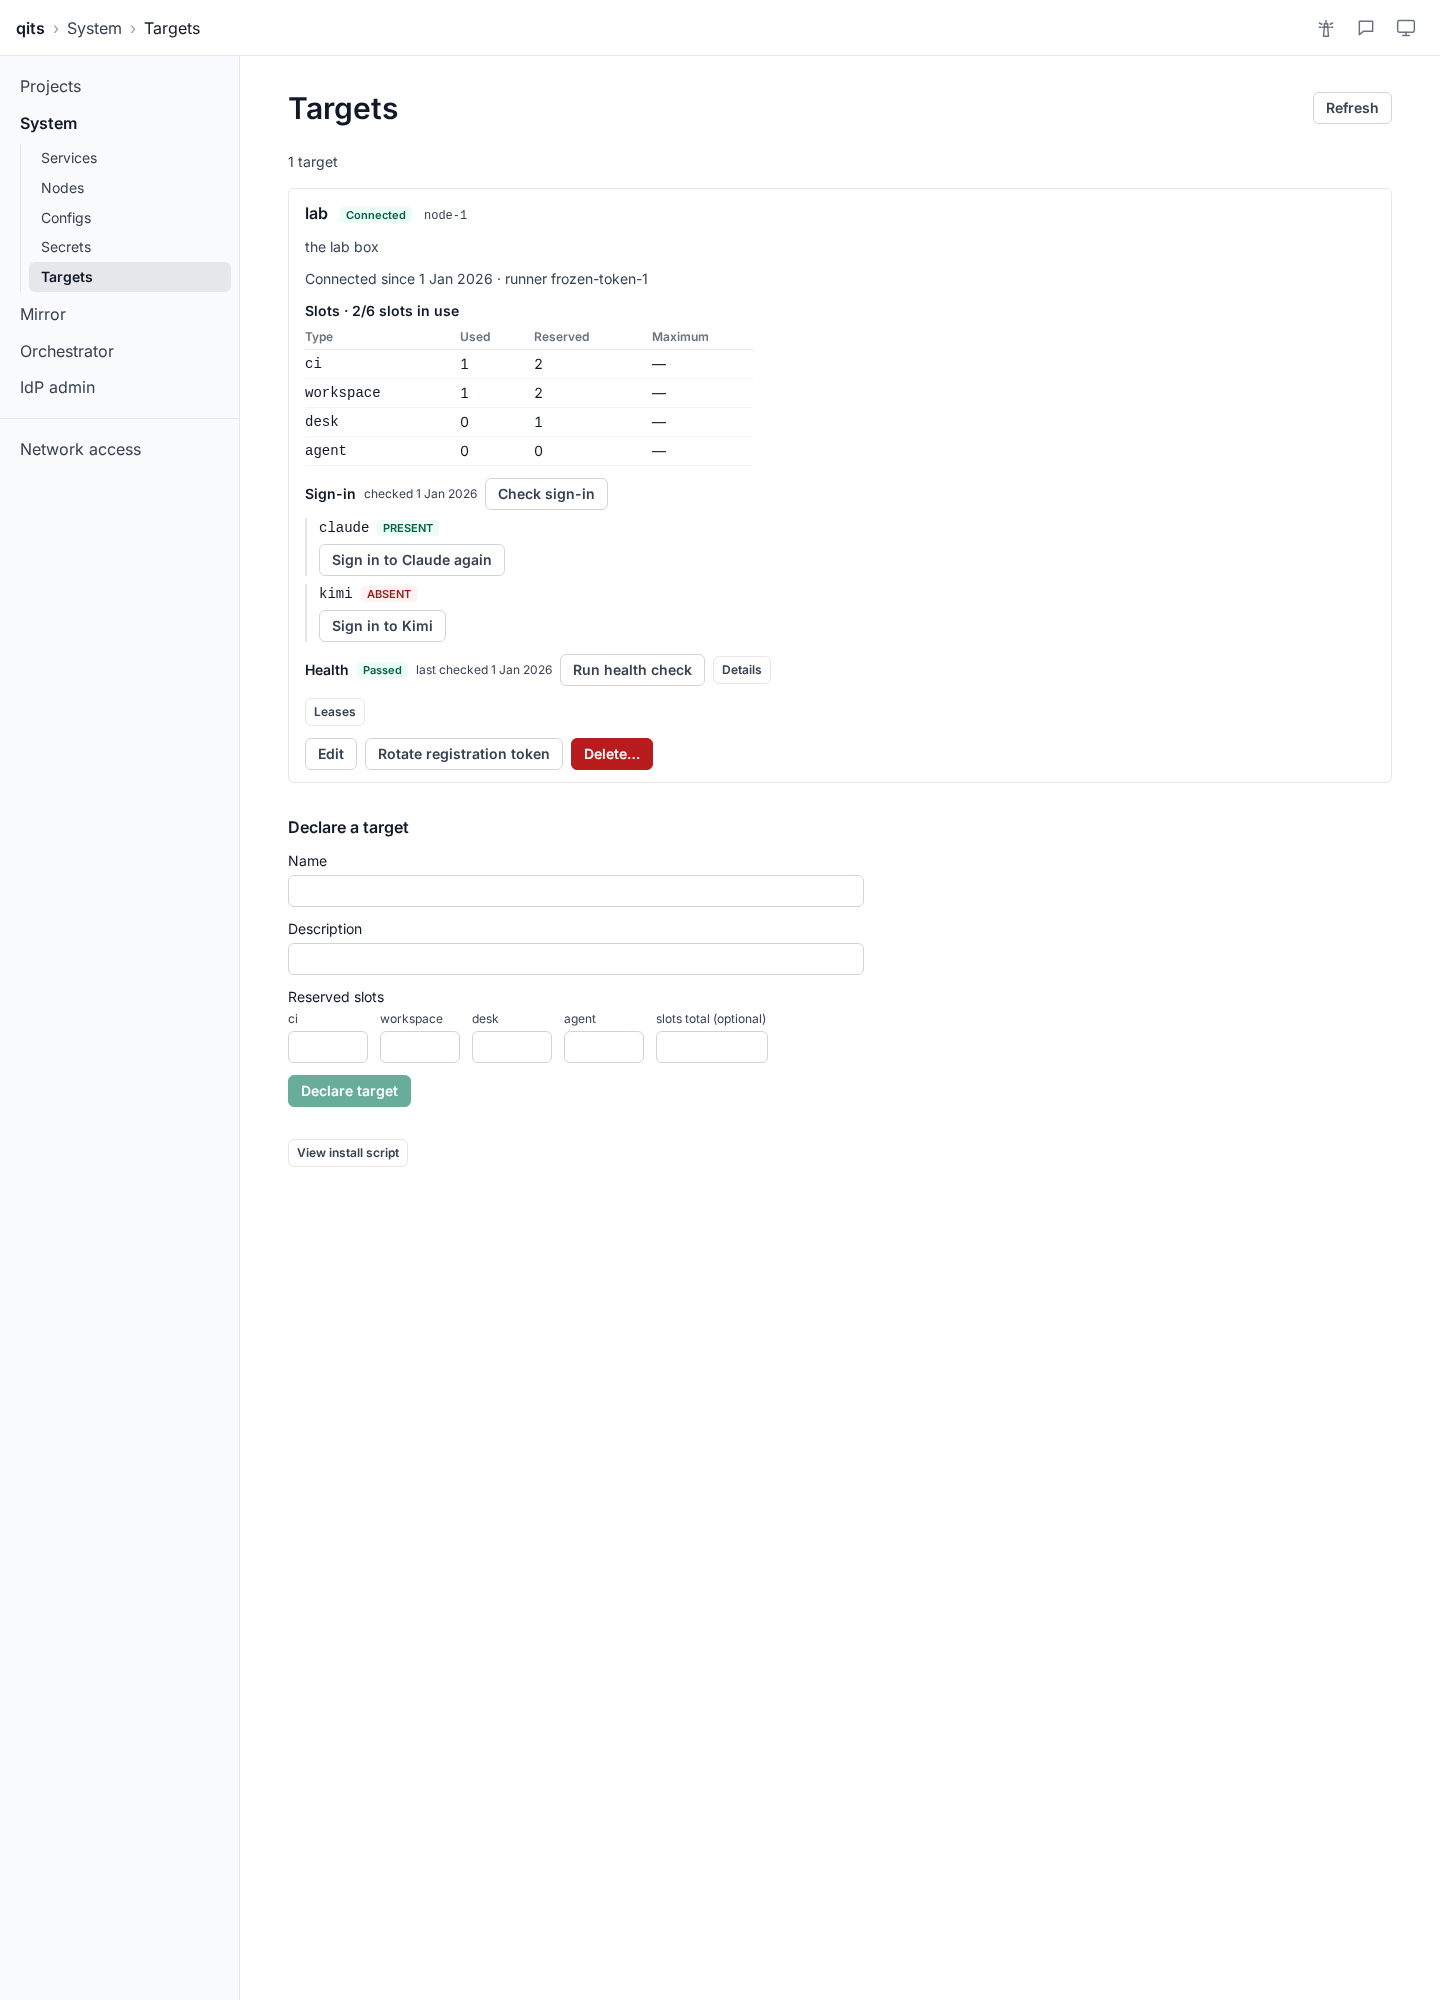 qits › System › Targets
Projects
System
Services
Nodes
Configs
Secrets
Targets
Mirror
Orchestrator
IdP admin
Network access
Targets
Refresh
1 target
lab Connected node-1
the lab box
Connected since 1 Jan 2026 · runner frozen-token-1
Slots · 2/6 slots in use
Type Used Reserved Maximum
ci 1 2 —
workspace 1 2 —
desk 0 1 —
agent 0 0 —
Sign-in checked 1 Jan 2026 Check sign-in
claude PRESENT
Sign in to Claude again
kimi ABSENT
Sign in to Kimi
Health Passed last checked 1 Jan 2026 Run health check Details
Leases
Edit Rotate registration token Delete...
Declare a target
Name
Description
Reserved slots
ci workspace desk agent slots total (optional)
Declare target
View install script